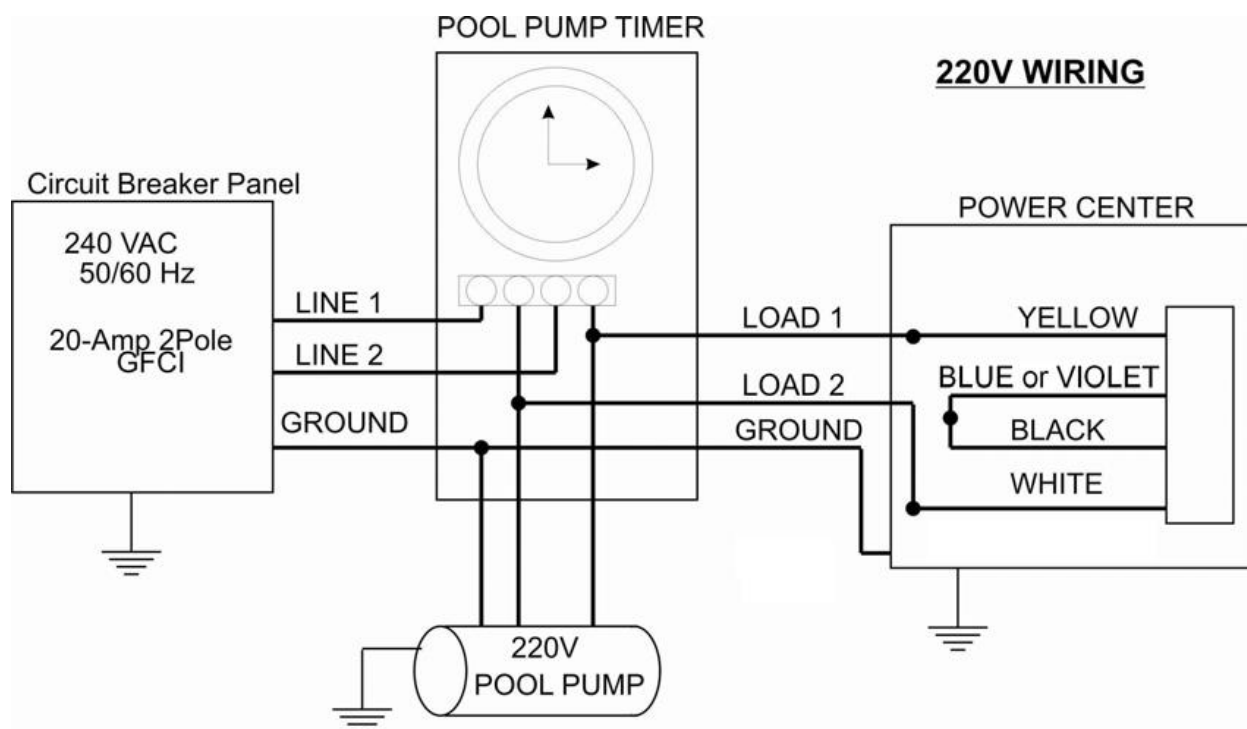 POOL PUMP TIMER
220V WIRING
Circuit Breaker Panel
240 VAC
50/60 Hz
20-Amp 2Pole
GFCI
LINE 1
LINE 2
GROUND
POWER CENTER
LOAD 1
YELLOW
BLUE or VIOLET
LOAD 2
GROUND
BLACK
WHITE
220V
POOL PUMP